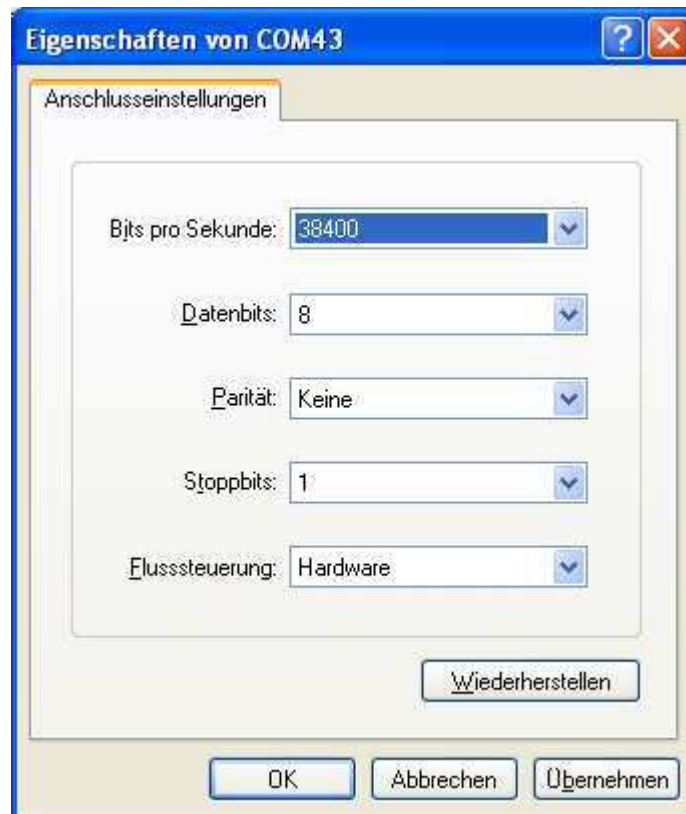 Eigenschaften von COM43
Anschlusseinstellungen
Bits pro Sekunde: 38400
Datenbits: 8
Parität: Keine
Stoppbits: 1
Flusssteuerung: Hardware
Wiederherstellen
OK Abbrechen Übernehmen